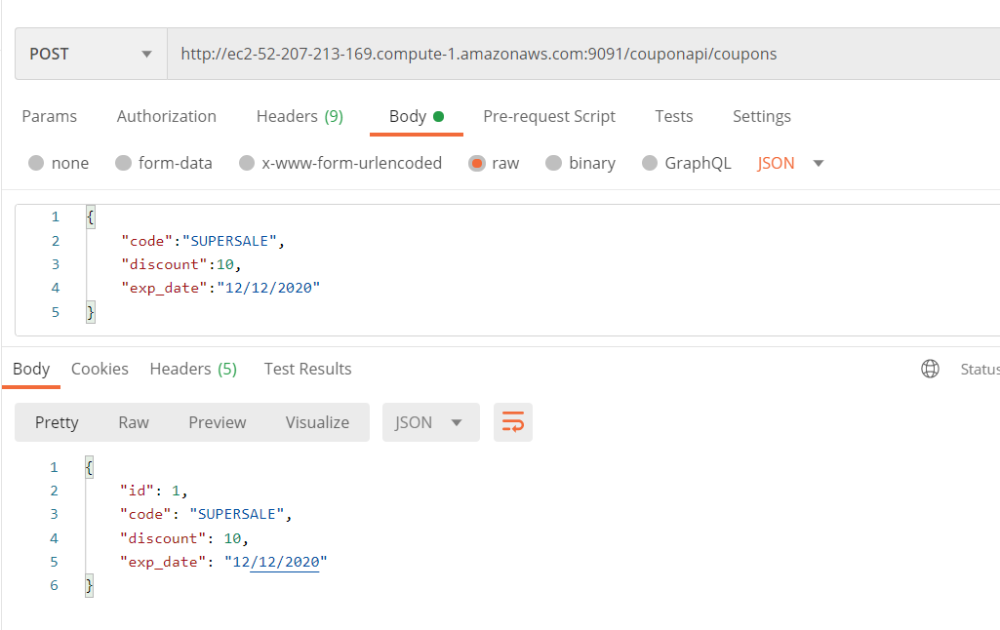 POST http://ec2-52-207-213-169.compute-1.amazonaws.com:9091/couponapi/coupons
Params Authorization Headers (9) Body Pre-request Script Tests Settings
none form-data x-www-form-urlencoded raw binary GraphQL JSON
1 {
2 "code":"SUPERSALE",
3 "discount":10,
4 "exp_date":"12/12/2020"
5 }
Body Cookies Headers (5) Test Results Status
Pretty Raw Preview Visualize JSON
1 {
2 "id": 1,
3 "code": "SUPERSALE",
4 "discount": 10,
5 "exp_date": "12/12/2020"
6 }